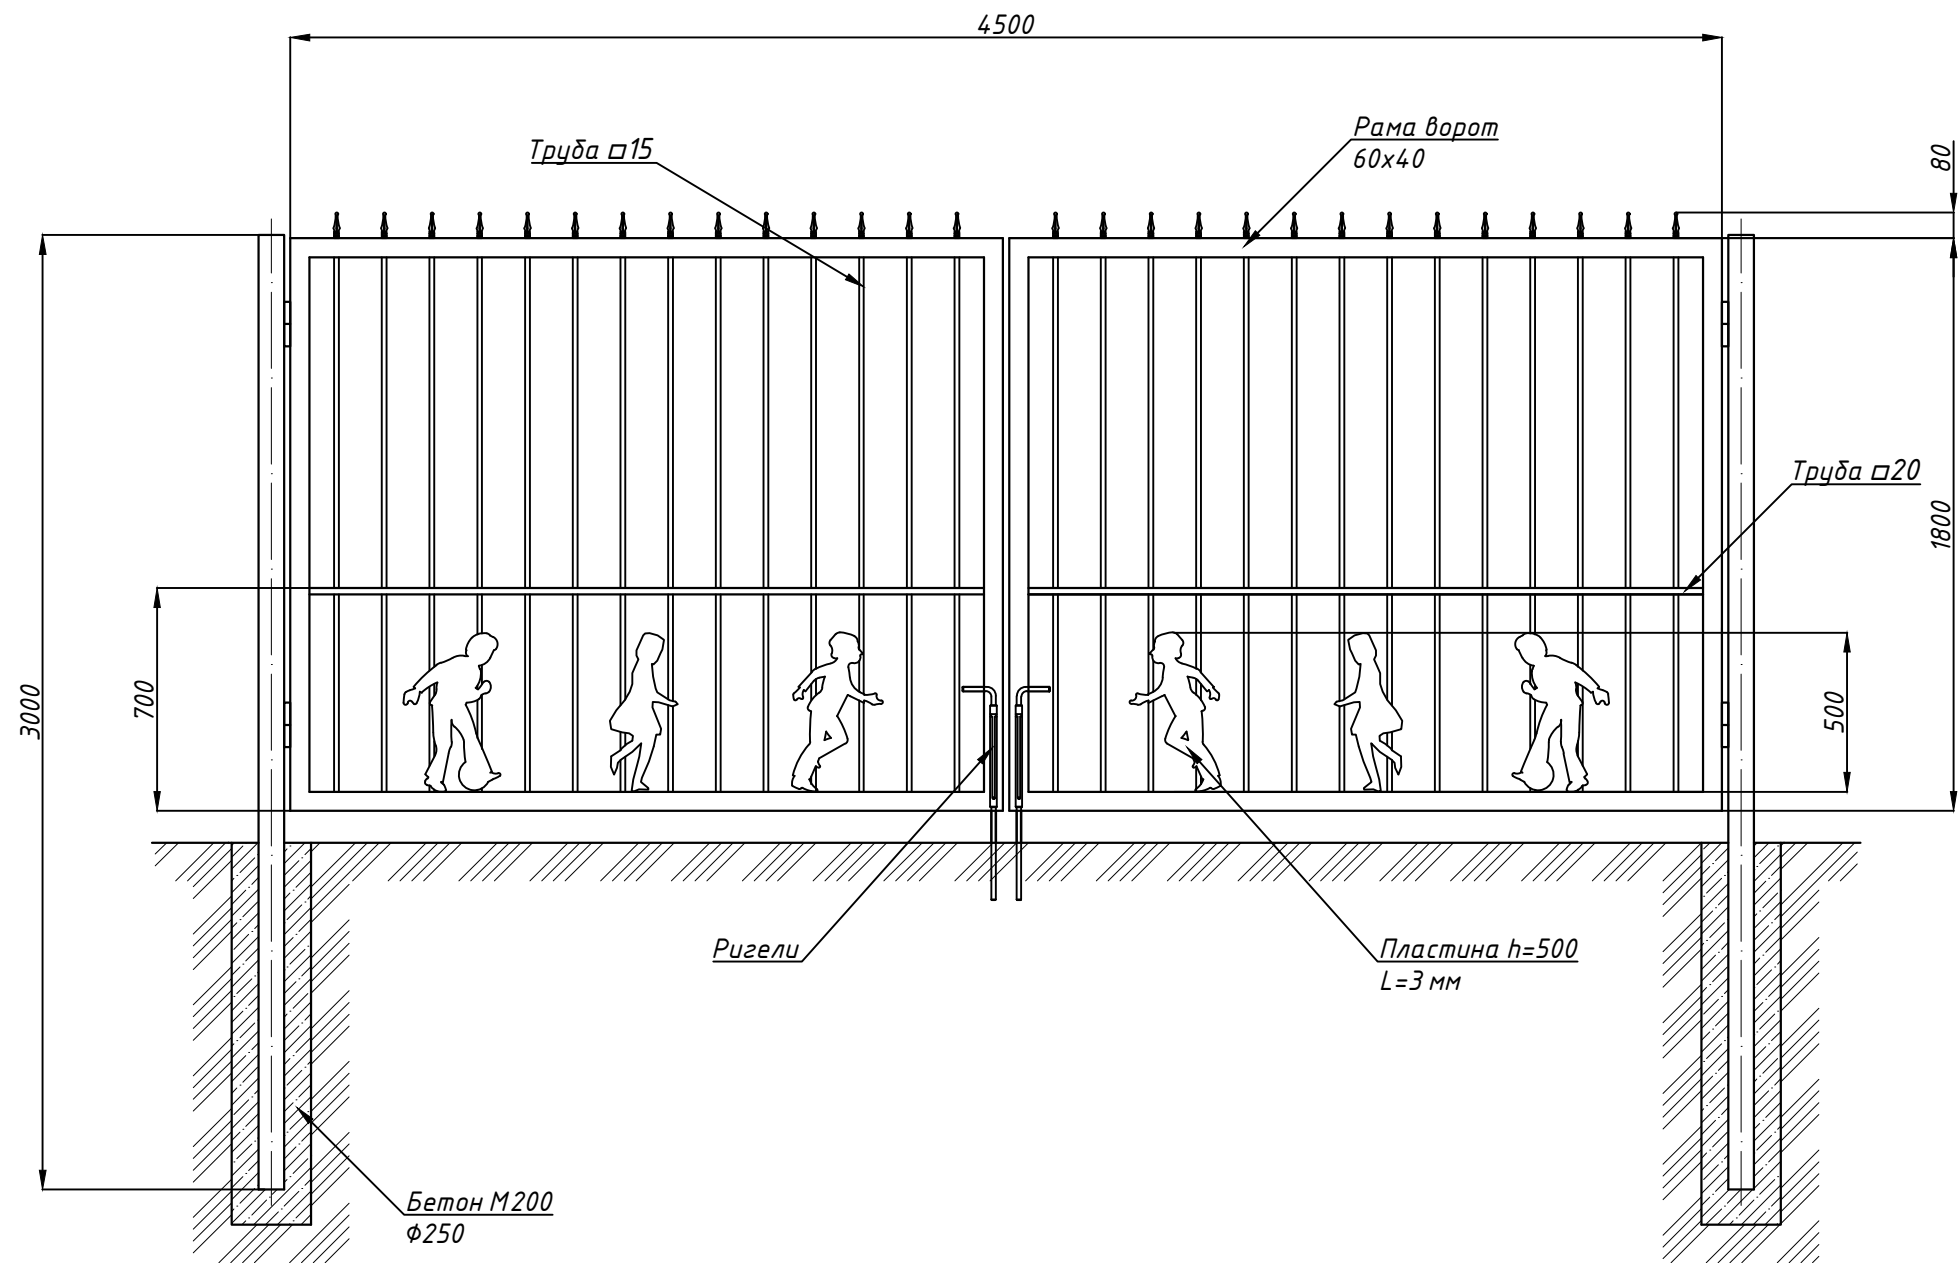 4500
Рама ворот
60х40
Труба □15
80
Труба □20
1800
3000
700
500
Ригели
Пластина h=500
L=3 мм
Бетон М200
Ф250